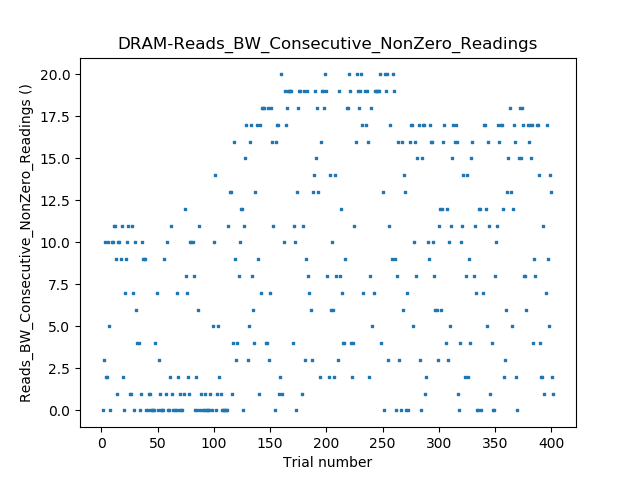 DRAM-Reads_BW_Consecutive_NonZero_Readings
20.0
17.5
15.0
12.5
10.0
7.5
5.0
2.5
0.0
Reads_BW_Consecutive_NonZero_Readings ()
0 50 100 150 200 250 300 350 400
Trial number